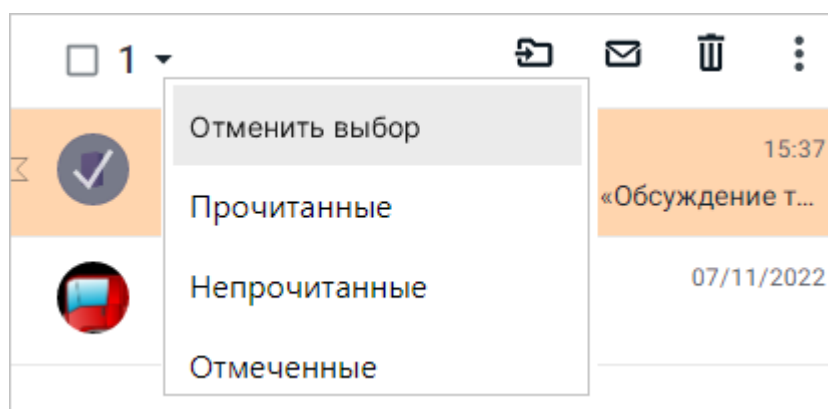 1
Отменить выбор
15:37
«Обсуждение т...
Прочитанные
07/11/2022
Непрочитанные
Отмеченные